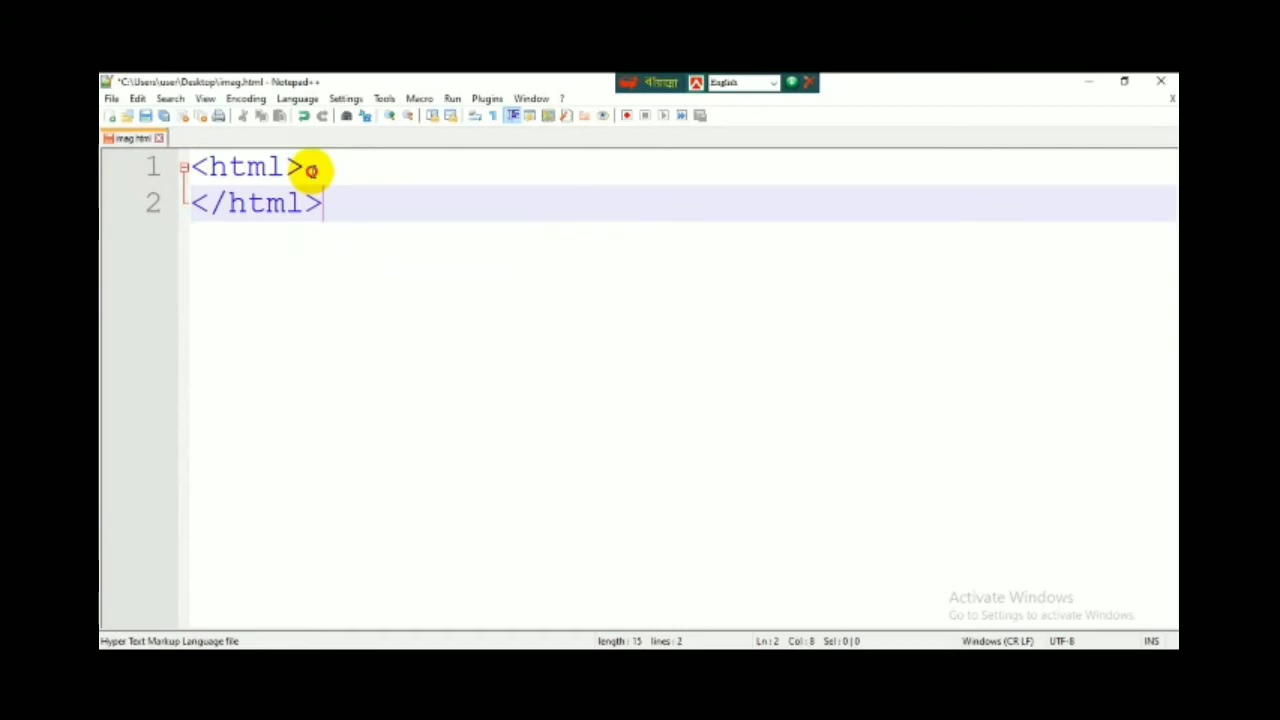 *C:\Users\user\Desktop\imag.html - Notepad++
English
File Edit Search View Encoding Language Settings Tools Macro Run Plugins Window ? X
imag.html
1 <html>
2 </html>
Activate Windows
Go to Settings to activate Windows.
Hyper Text Markup Language file length : 15 lines : 2 Ln : 2 Col : 8 Sel : 0 | 0 Windows (CR LF) UTF-8 INS